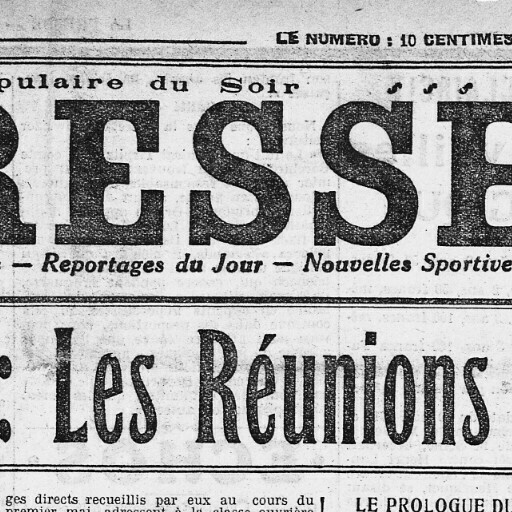 LE NUMERO : 10 CENTIMES
pulaire du Soir
RESSE
— Reportages du Jour — Nouvelles Sportive
: Les Réunions
ges directs recueillis par eux au cours du
premier mai, adressent à la classe ouvrière
LE PROLOGUE DU